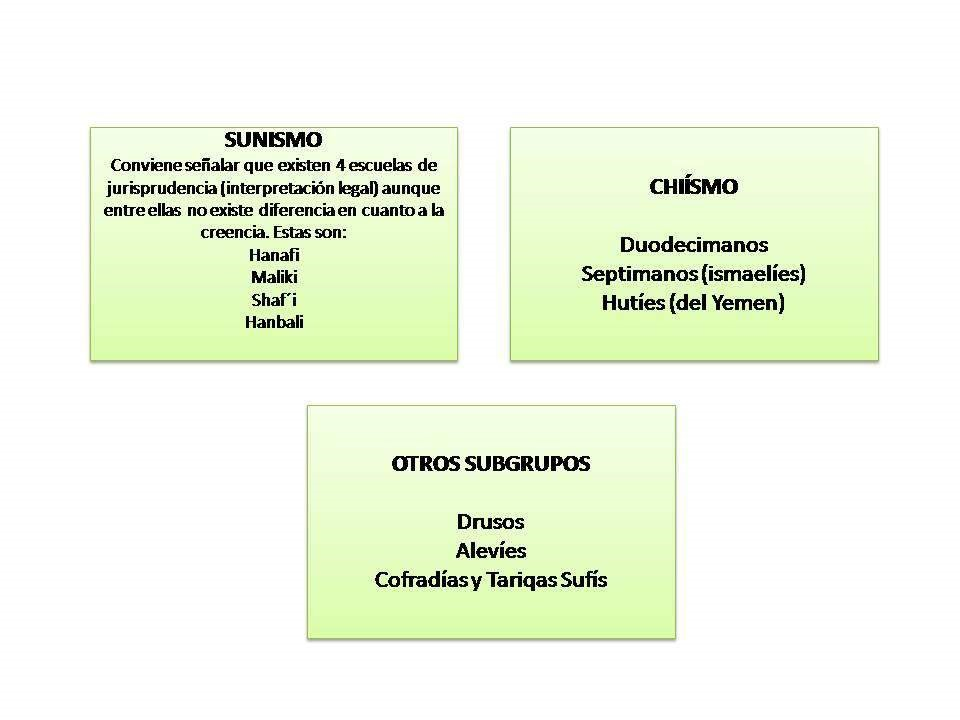 SUNISMO
Conviene señalar que existen 4 escuelas de
jurisprudencia (interpretación legal) aunque
entre ellas no existe diferencia en cuanto a la
creencia. Estas son:
Hanafi
Maliki
Shaf´i
Hanbali
CHIÍSMO
Duodecimanos
Septimanos (ismaelíes)
Hutíes (del Yemen)
OTROS SUBGRUPOS
Drusos
Alevíes
Cofradías y Tariqas Sufís